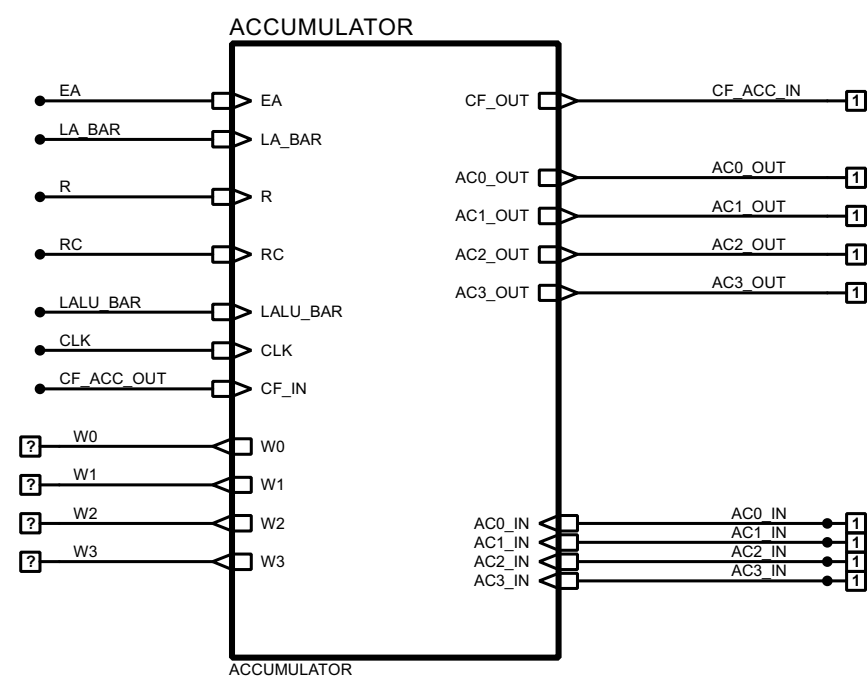 ACCUMULATOR
EA
EA
CF_OUT
CF_ACC_IN
1
LA_BAR
LA_BAR
R
R
AC0_OUT
AC0_OUT
1
AC1_OUT
AC1_OUT
1
RC
RC
AC2_OUT
AC2_OUT
1
AC3_OUT
AC3_OUT
1
LALU_BAR
LALU_BAR
CLK
CLK
CF_ACC_OUT
CF_IN
?
W0
W0
?
W1
W1
?
W2
W2
AC0_IN
AC0_IN
1
AC1_IN
AC1_IN
1
?
W3
W3
AC2_IN
AC2_IN
1
AC3_IN
AC3_IN
1
ACCUMULATOR